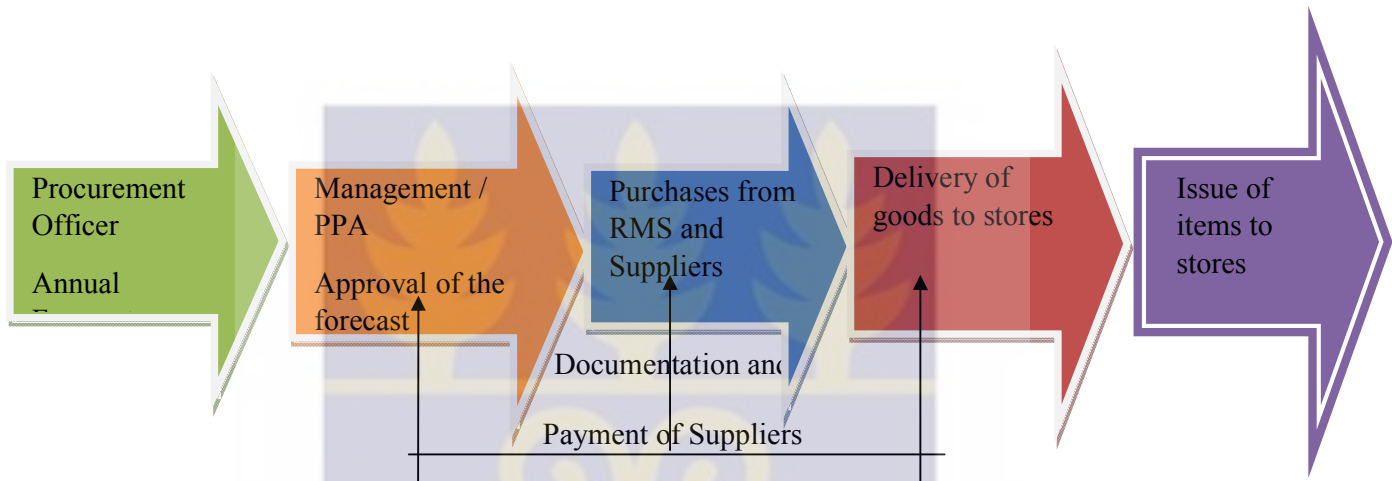 Procurement
Officer
Annual
Management /
PPA
Approval of the
forecast
Purchases from
RMS and
Suppliers
Delivery of
goods to stores
Issue of
items to
stores
Documentation and
Payment of Suppliers